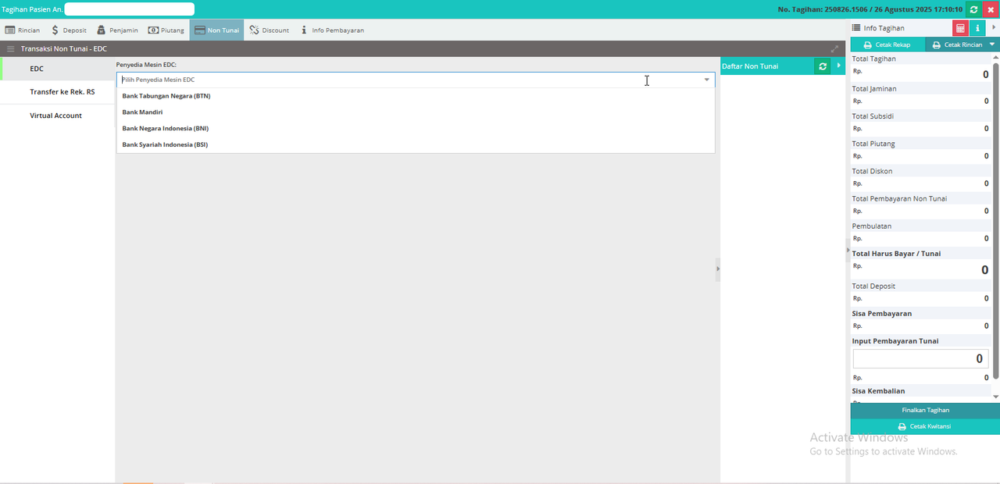 Tagihan Pasien An.
No. Tagihan: 250826.1506 / 26 Agustus 2025 17:10:10
Rincian
Deposit
Penjamin
Piutang
Non Tunai
Discount
Info Pembayaran
Transaksi Non Tunai - EDC
EDC
Transfer ke Rek. RS
Virtual Account
Penyedia Mesin EDC:
Pilih Penyedia Mesin EDC
Bank Tabungan Negara (BTN)
Bank Mandiri
Bank Negara Indonesia (BNI)
Bank Syariah Indonesia (BSI)
Daftar Non Tunai
Info Tagihan
Cetak Rekap
Cetak Rincian
Total Tagihan
Rp. 0
Total Jaminan
Rp. 0
Total Subsidi
Rp. 0
Total Piutang
Rp. 0
Total Diskon
Rp. 0
Total Pembayaran Non Tunai
Rp. 0
Pembulatan
Rp. 0
Total Harus Bayar / Tunai
Rp. 0
Total Deposit
Rp. 0
Sisa Pembayaran
Rp. 0
Input Pembayaran Tunai
0
Rp. 0
Sisa Kembalian
Finalkan Tagihan
Cetak Kwitansi
Activate Windows
Go to Settings to activate Windows.